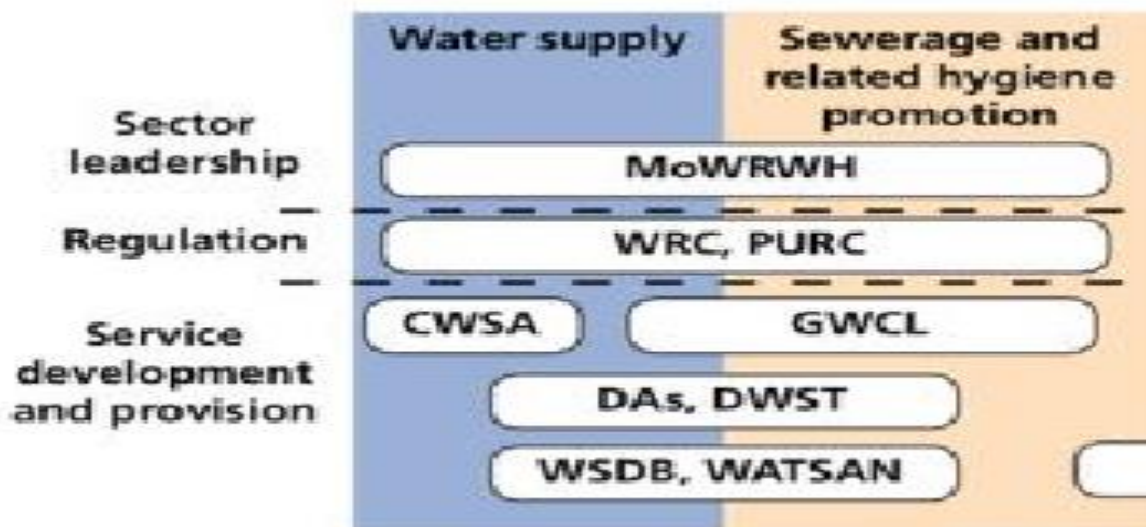 Water supply
Sewerage and
related hygiene
promotion
Sector
leadership
MoWRWH
Regulation
WRC, PURC
Service
development
and provision
CWSA
GWCL
DAs, DWST
WSDB, WATSAN